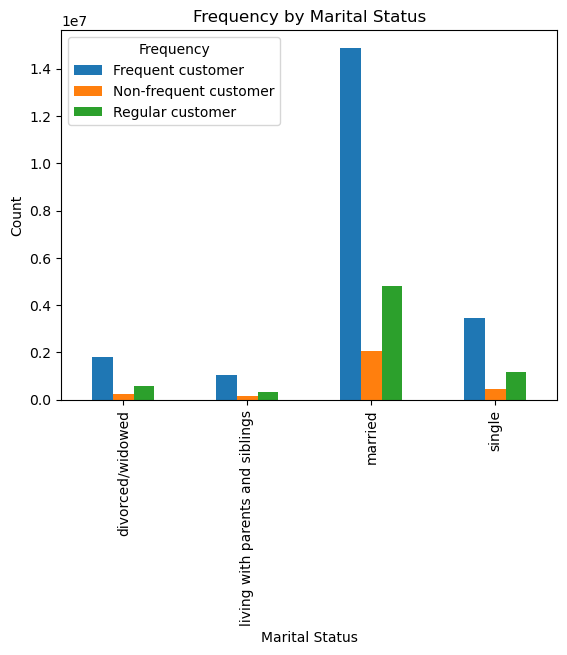 Frequency by Marital Status
1e7
Frequency
Frequent customer
Non-frequent customer
Regular customer
1.4
1.2
1.0
0.8
0.6
0.4
0.2
0.0
Count
divorced/widowed
living with parents and siblings
married
single
Marital Status